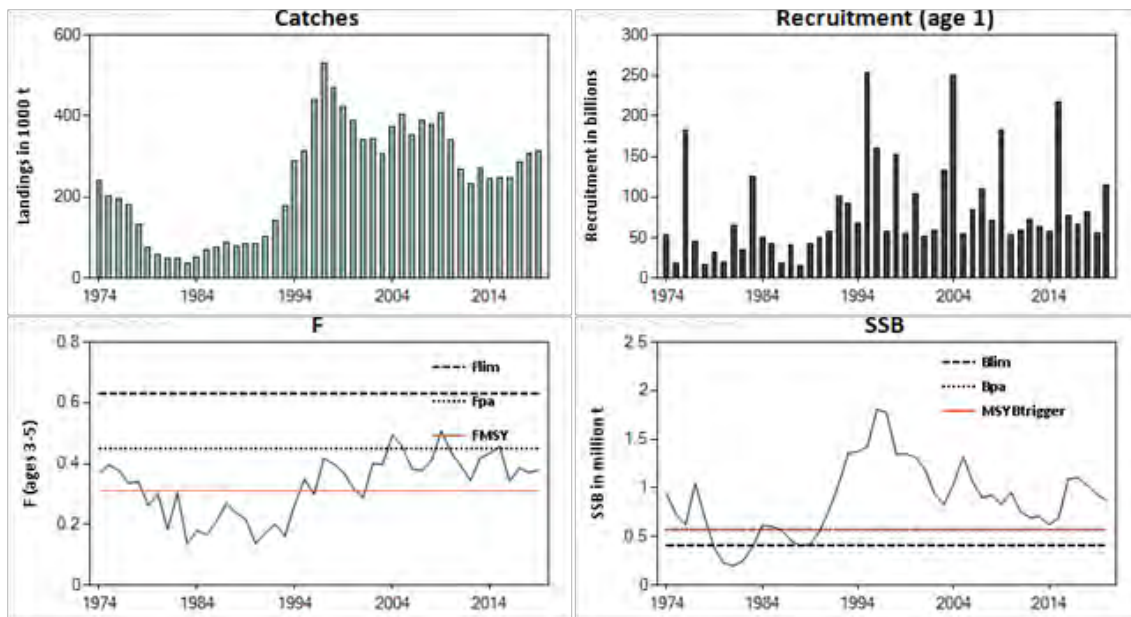 Catches
600
400
200
0
Landings in 1000 t
1974 1984 1994 2004 2014
Recruitment (age 1)
300
250
200
150
100
50
0
Recruitment in billions
1974 1984 1994 2004 2014
F
0.8
0.6
0.4
0.2
0
F (ages 3-5)
Flim
Fpa
FMSY
1974 1984 1994 2004 2014
SSB
2.5
2
1.5
1
0.5
0
SSB in million t
Blim
Bpa
MSYBtrigger
1974 1984 1994 2004 2014